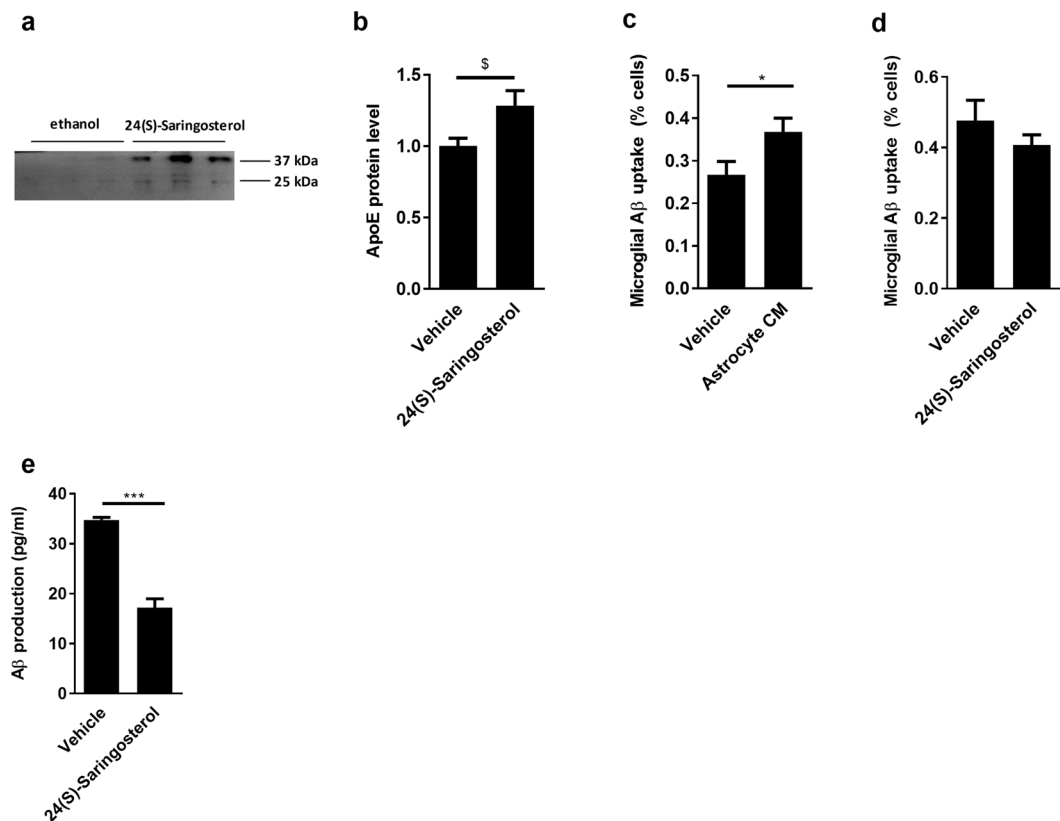 a
ethanol 24(S)-Saringosterol
37 kDa
25 kDa
b
ApoE protein level
1.5
1.0
0.5
0.0
$
Vehicle
24(S)-Saringosterol
c
Microglial Aβ uptake (% cells)
0.5
0.4
0.3
0.2
0.1
0.0
*
Vehicle
Astrocyte CM
d
Microglial Aβ uptake (% cells)
0.6
0.4
0.2
0.0
Vehicle
24(S)-Saringosterol
e
Aβ production (pg/ml)
40
30
20
10
0
***
Vehicle
24(S)-Saringosterol